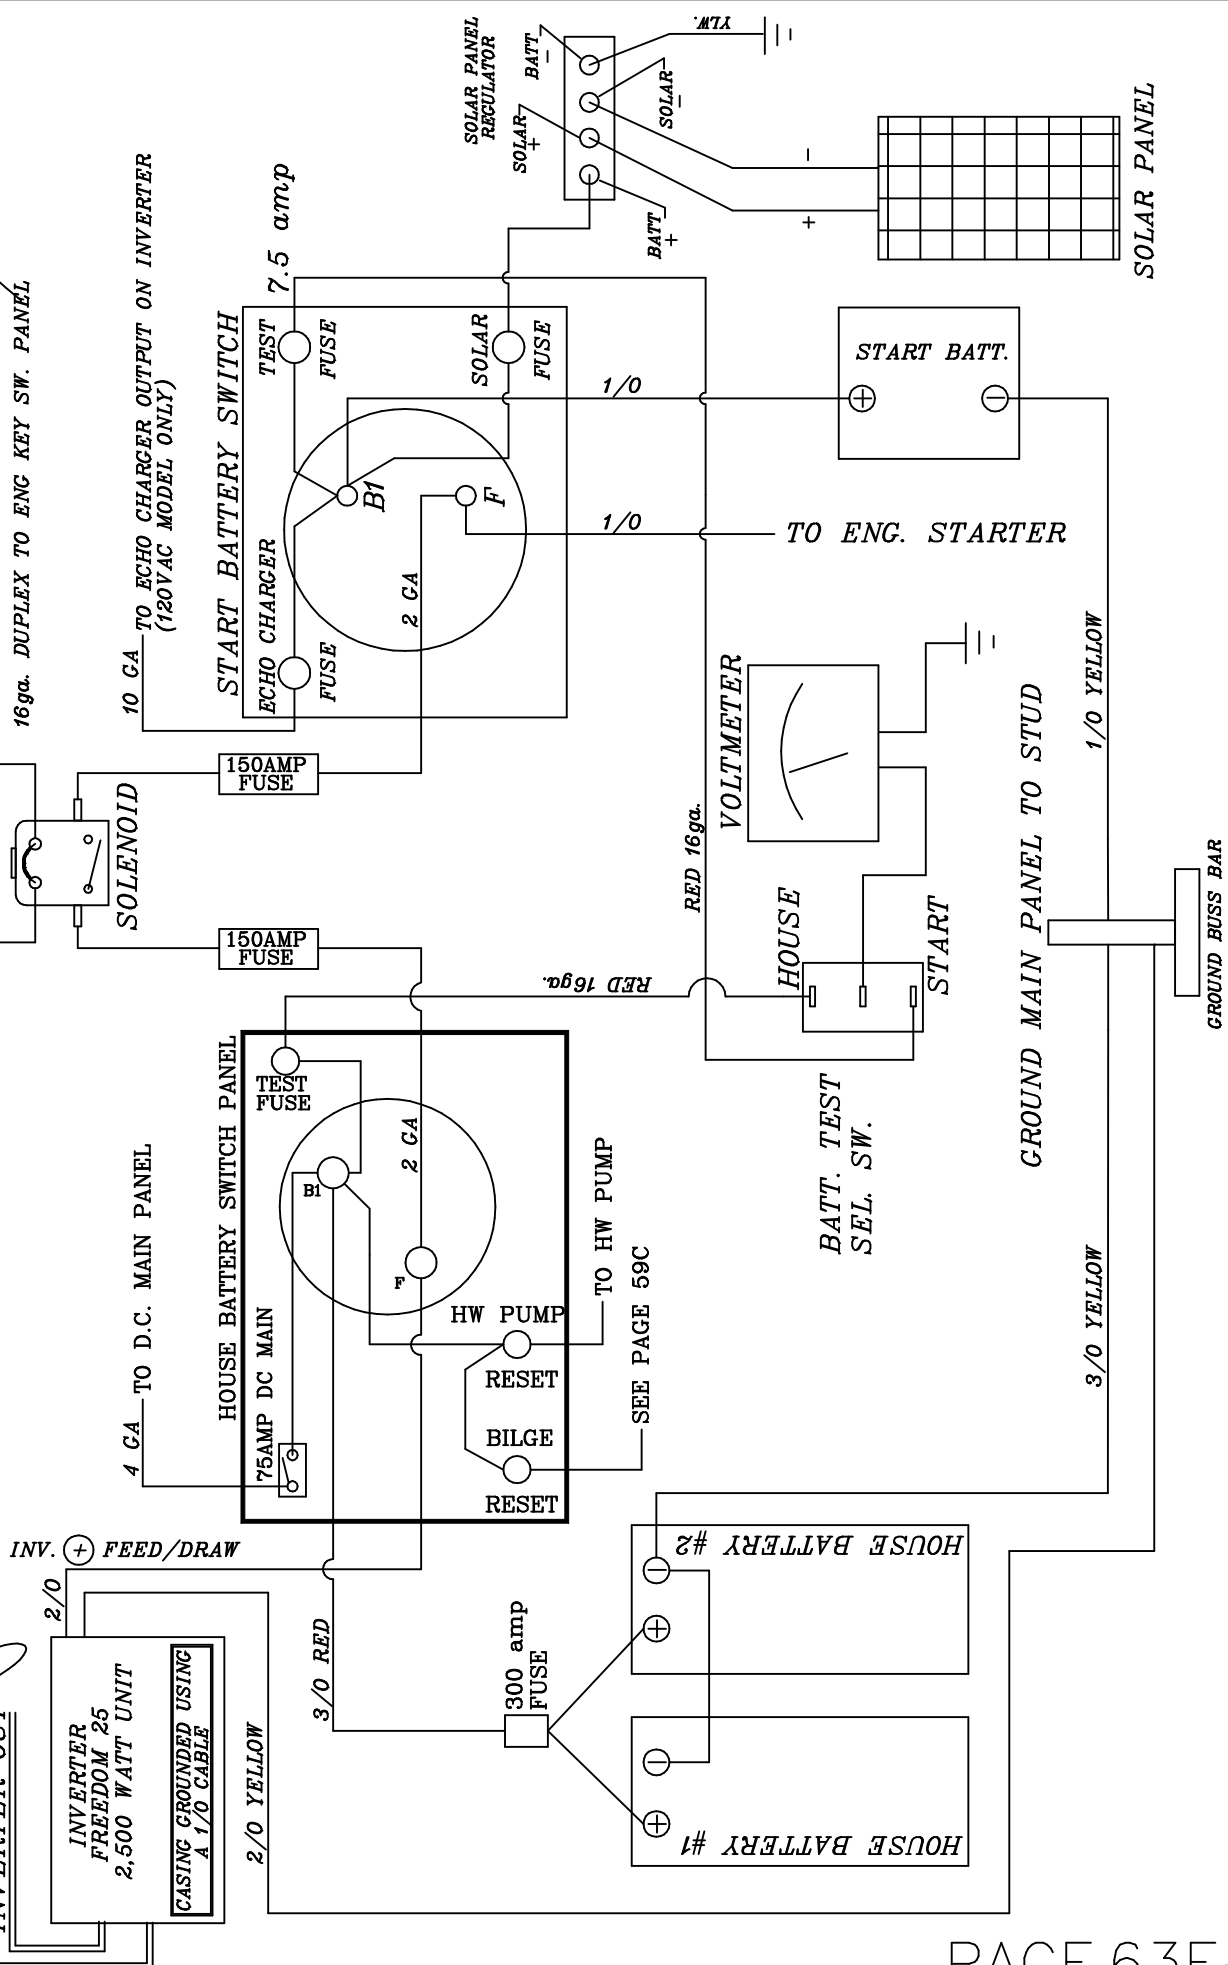 16ga. DUPLEX TO ENG KEY SW. PANEL
10 GA
TO ECHO CHARGER OUTPUT ON INVERTER
(120VAC MODEL ONLY)
START BATTERY SWITCH
7.5 amp
TEST
FUSE
SOLAR
FUSE
ECHO CHARGER
FUSE
B1
F
2 GA
1/0
1/0
TO ENG. STARTER
SOLAR PANEL
REGULATOR
BATT
−
SOLAR
+
SOLAR
−
BATT
+
YLW.
−
+
SOLAR PANEL
START BATT.
+
−
150AMP
FUSE
SOLENOID
150AMP
FUSE
VOLTMETER
RED 16ga.
RED 16ga.
HOUSE
START
BATT. TEST
SEL. SW.
GROUND MAIN PANEL TO STUD
1/0 YELLOW
GROUND BUSS BAR
3/0 YELLOW
HOUSE BATTERY SWITCH PANEL
TEST
FUSE
B1
F
2 GA
75AMP DC MAIN
4 GA
TO D.C. MAIN PANEL
HW PUMP
RESET
BILGE
RESET
TO HW PUMP
SEE PAGE 59C
INV. + FEED/DRAW
2/0
INVERTER
FREEDOM 25
2,500 WATT UNIT
CASING GROUNDED USING
A 1/0 CABLE
2/0 YELLOW
3/0 RED
300 amp
FUSE
HOUSE BATTERY #2
−
+
HOUSE BATTERY #1
−
+
PAGE 63E